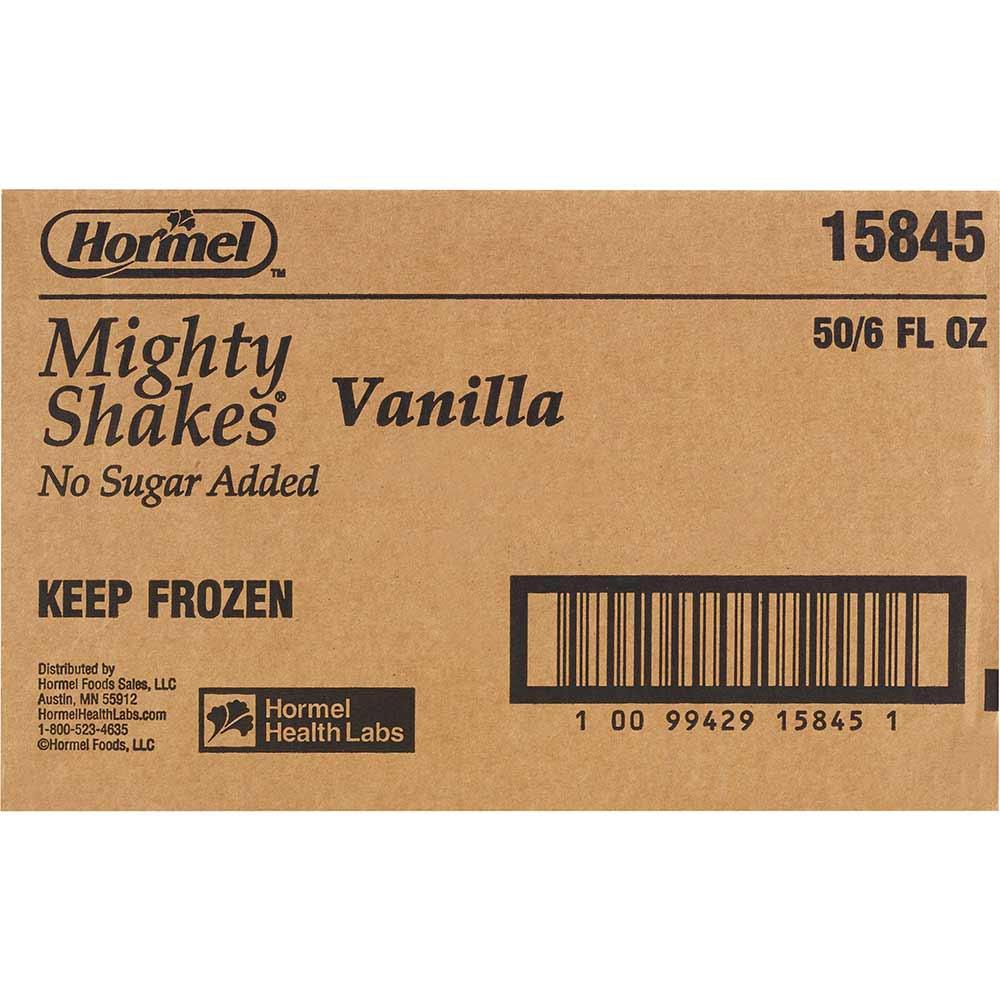 Hormel™
15845
50/6 FL OZ
Mighty
Shakes®
Vanilla
No Sugar Added
KEEP FROZEN
Distributed by
Hormel Foods Sales, LLC
Austin, MN 55912
HormelHealthLabs.com
1-800-523-4635
©Hormel Foods, LLC
Hormel
Health Labs
1 00 99429 15845 1